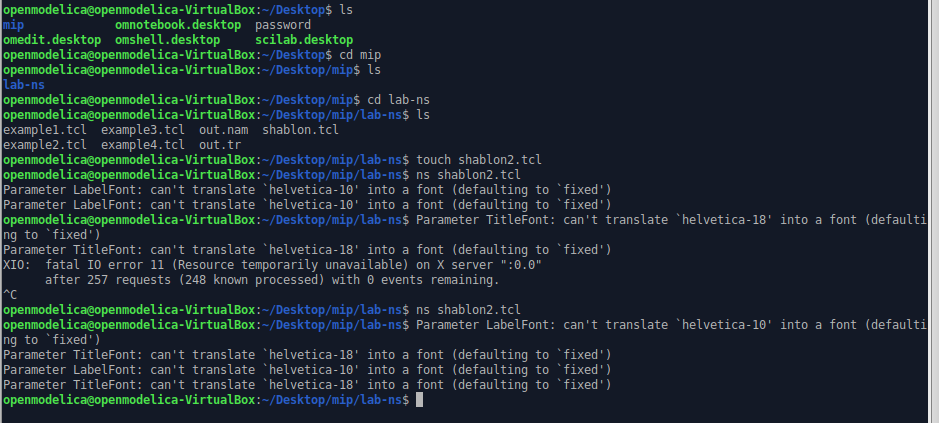 openmodelica@openmodelica-VirtualBox:~/Desktop$ ls
mip             omnotebook.desktop  password
omedit.desktop  omshell.desktop     scilab.desktop
openmodelica@openmodelica-VirtualBox:~/Desktop$ cd mip
openmodelica@openmodelica-VirtualBox:~/Desktop/mip$ ls
lab-ns
openmodelica@openmodelica-VirtualBox:~/Desktop/mip$ cd lab-ns
openmodelica@openmodelica-VirtualBox:~/Desktop/mip/lab-ns$ ls
example1.tcl  example3.tcl  out.nam  shablon.tcl
example2.tcl  example4.tcl  out.tr
openmodelica@openmodelica-VirtualBox:~/Desktop/mip/lab-ns$ touch shablon2.tcl
openmodelica@openmodelica-VirtualBox:~/Desktop/mip/lab-ns$ ns shablon2.tcl
Parameter LabelFont: can't translate `helvetica-10' into a font (defaulting to `fixed')
Parameter LabelFont: can't translate `helvetica-10' into a font (defaulting to `fixed')
openmodelica@openmodelica-VirtualBox:~/Desktop/mip/lab-ns$ Parameter TitleFont: can't translate `helvetica-18' into a font (defaulti
ng to `fixed')
Parameter TitleFont: can't translate `helvetica-18' into a font (defaulting to `fixed')
XIO:  fatal IO error 11 (Resource temporarily unavailable) on X server ":0.0"
      after 257 requests (248 known processed) with 0 events remaining.
^C
openmodelica@openmodelica-VirtualBox:~/Desktop/mip/lab-ns$ ns shablon2.tcl
openmodelica@openmodelica-VirtualBox:~/Desktop/mip/lab-ns$ Parameter LabelFont: can't translate `helvetica-10' into a font (defaulti
ng to `fixed')
Parameter TitleFont: can't translate `helvetica-18' into a font (defaulting to `fixed')
Parameter LabelFont: can't translate `helvetica-10' into a font (defaulting to `fixed')
Parameter TitleFont: can't translate `helvetica-18' into a font (defaulting to `fixed')
openmodelica@openmodelica-VirtualBox:~/Desktop/mip/lab-ns$